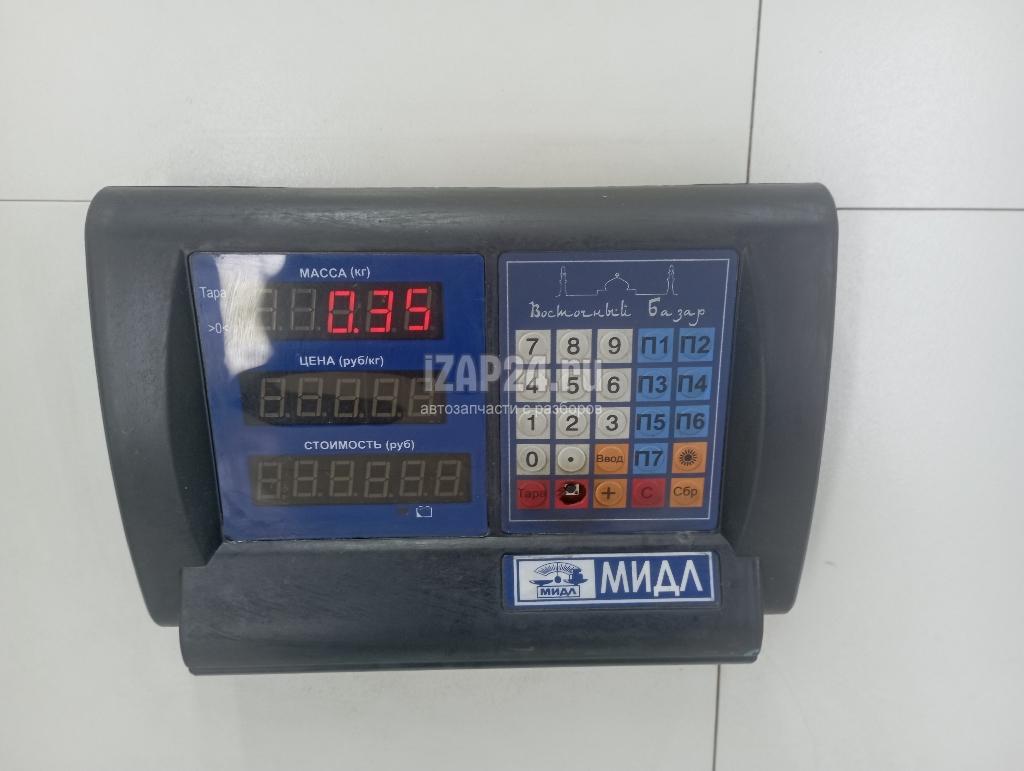 МАССА (кг)
Тара
>0<
0.35
ЦЕНА (руб/кг)
СТОИМОСТЬ (руб)
Восточный Базар
7 8 9 П1 П2
4 5 6 П3 П4
1 2 3 П5 П6
0 • Ввод П7
Тара + С Сбр
МИДЛ
МИДЛ
iZAP24.ru
автозапчасти с разборов